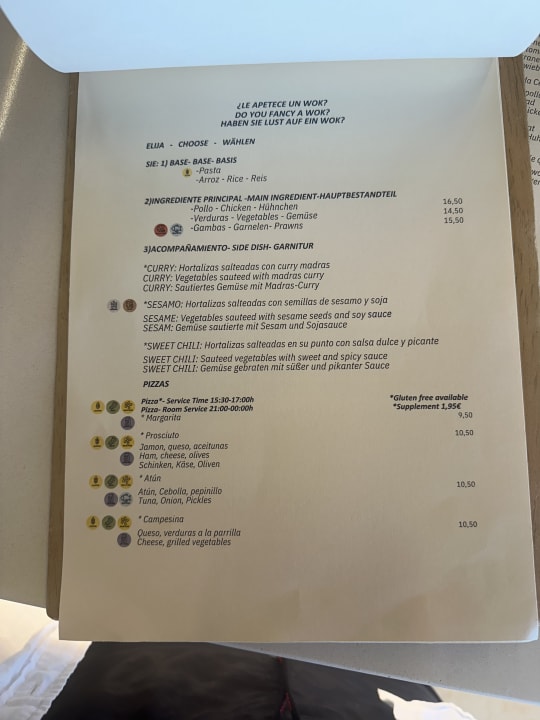 ¿LE APETECE UN WOK?
DO YOU FANCY A WOK?
HABEN SIE LUST AUF EIN WOK?
ELIJA - CHOOSE - WÄHLEN
SIE: 1) BASE- BASE- BASIS
-Pasta
-Arroz - Rice - Reis
2)INGREDIENTE PRINCIPAL -MAIN INGREDIENT-HAUPTBESTANDTEIL
-Pollo - Chicken - Hühnchen 16,50
-Verduras - Vegetables - Gemüse 14,50
-Gambas - Garnelen- Prawns 15,50
3)ACOMPAÑAMIENTO- SIDE DISH- GARNITUR
*CURRY: Hortalizas salteadas con curry madras
CURRY: Vegetables sauteed with madras curry
CURRY: Sautiertes Gemüse mit Madras-Curry
*SESAMO: Hortalizas salteadas con semillas de sesamo y soja
SESAME: Vegetables sauteed with sesame seeds and soy sauce
SESAM: Gemüse sautierte mit Sesam und Sojasauce
*SWEET CHILI: Hortalizas salteadas en su punto con salsa dulce y picante
SWEET CHILI: Sauteed vegetables with sweet and spicy sauce
SWEET CHILI: Gemüse gebraten mit süßer und pikanter Sauce
PIZZAS
Pizza*- Service Time 15:30-17:00h *Gluten free available
Pizza- Room Service 21:00-00:00h *Supplement 1,95€
* Margarita 9,50
* Prosciuto 10,50
Jamon, queso, aceitunas
Ham, cheese, olives
Schinken, Käse, Oliven
* Atún 10,50
Atún, Cebolla, pepinillo
Tuna, Onion, Pickles
* Campesina 10,50
Queso, verduras a la parrilla
Cheese, grilled vegetables